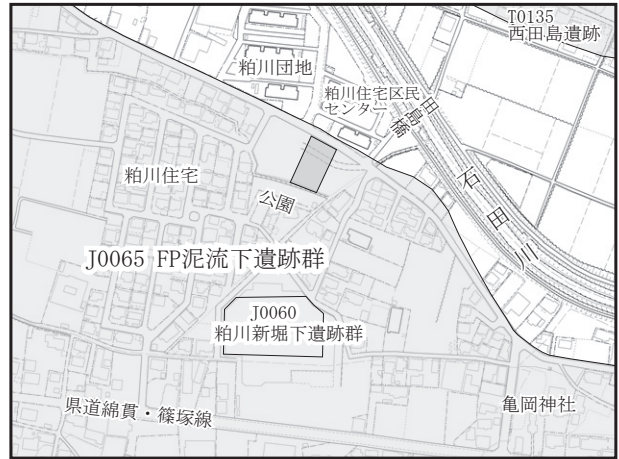 T0135
西田島遺跡
粕川団地
粕川住宅区民
センター
田島橋
石田川
粕川住宅
公園
J0065 FP泥流下遺跡群
J0060
粕川新堀下遺跡群
県道綿貫・篠塚線
亀岡神社